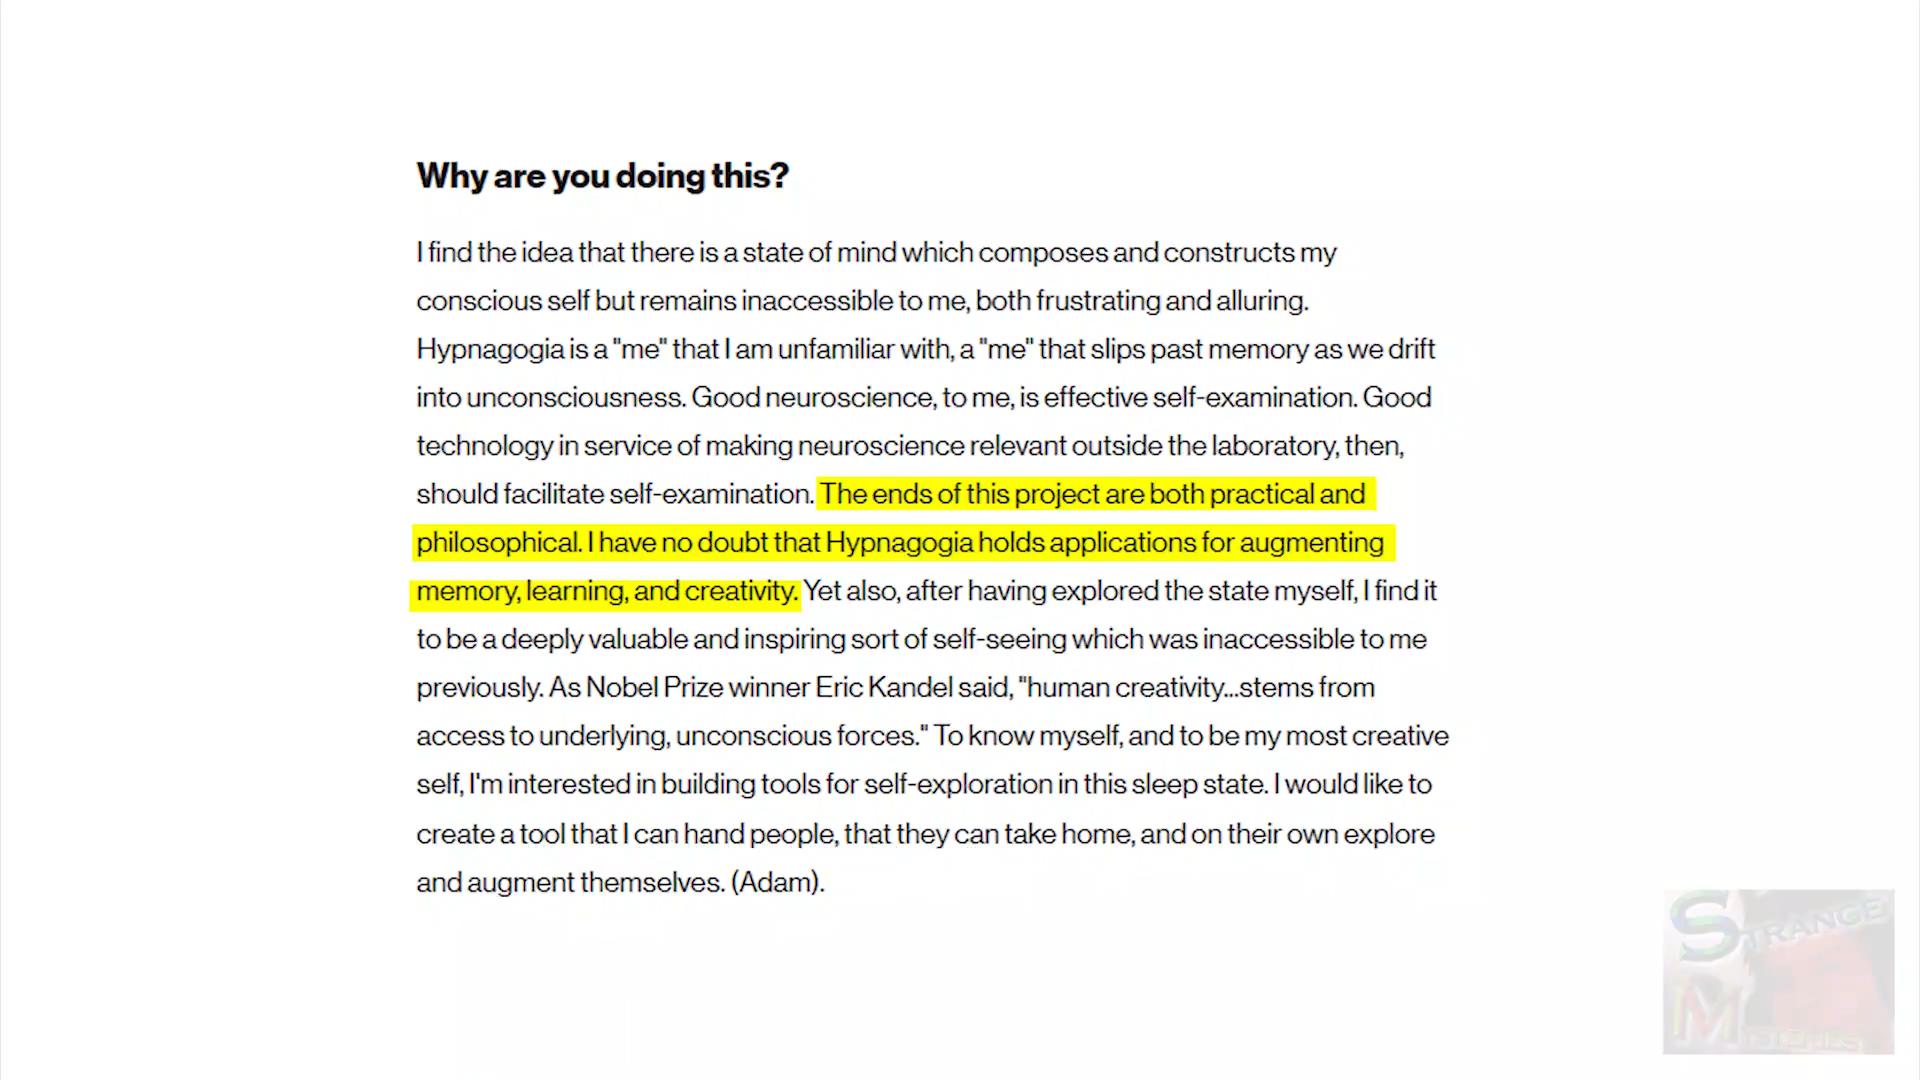 Why are you doing this?
I find the idea that there is a state of mind which composes and constructs my
conscious self but remains inaccessible to me, both frustrating and alluring.
Hypnagogia is a "me" that I am unfamiliar with, a "me" that slips past memory as we drift
into unconsciousness. Good neuroscience, to me, is effective self-examination. Good
technology in service of making neuroscience relevant outside the laboratory, then,
should facilitate self-examination. The ends of this project are both practical and
philosophical. I have no doubt that Hypnagogia holds applications for augmenting
memory, learning, and creativity. Yet also, after having explored the state myself, I find it
to be a deeply valuable and inspiring sort of self-seeing which was inaccessible to me
previously. As Nobel Prize winner Eric Kandel said, "human creativity...stems from
access to underlying, unconscious forces." To know myself, and to be my most creative
self, I'm interested in building tools for self-exploration in this sleep state. I would like to
create a tool that I can hand people, that they can take home, and on their own explore
and augment themselves. (Adam).
STRANGE